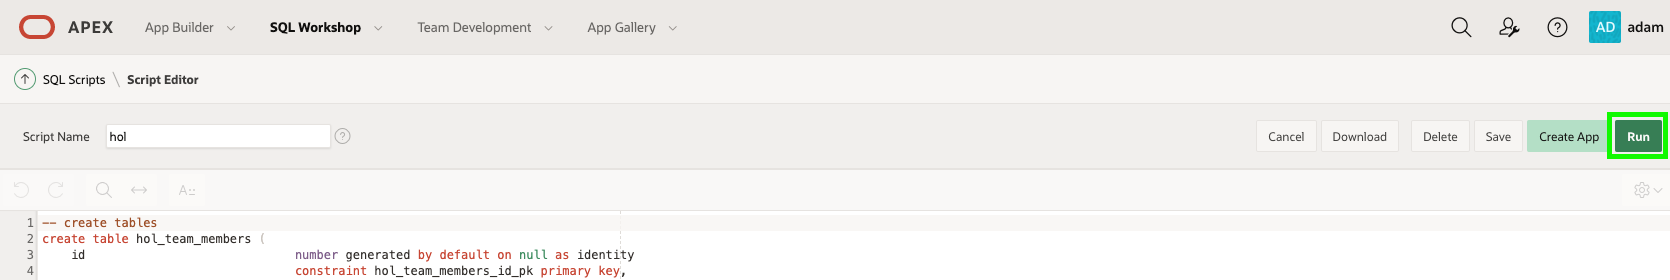 APEX App Builder SQL Workshop Team Development App Gallery AD adam
SQL Scripts \ Script Editor
Script Name hol Cancel Download Delete Save Create App Run
1 -- create tables
2 create table hol_team_members (
3 id number generated by default on null as identity
4 constraint hol_team_members_id_pk primary key,